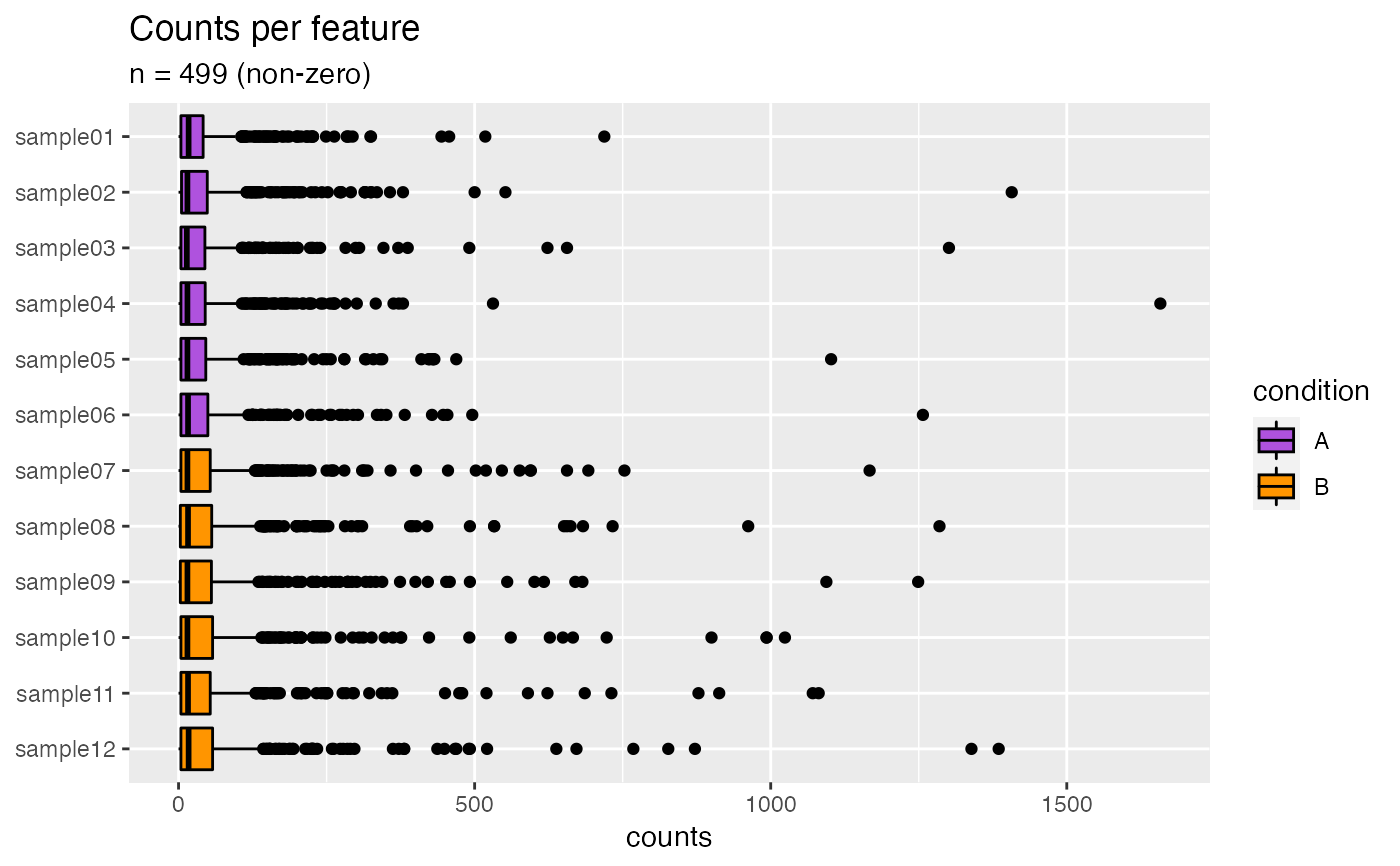 Counts per feature
n = 499 (non-zero)
sample01
sample02
sample03
sample04
sample05
sample06
sample07
sample08
sample09
sample10
sample11
sample12
0 500 1000 1500
counts
condition
A
B